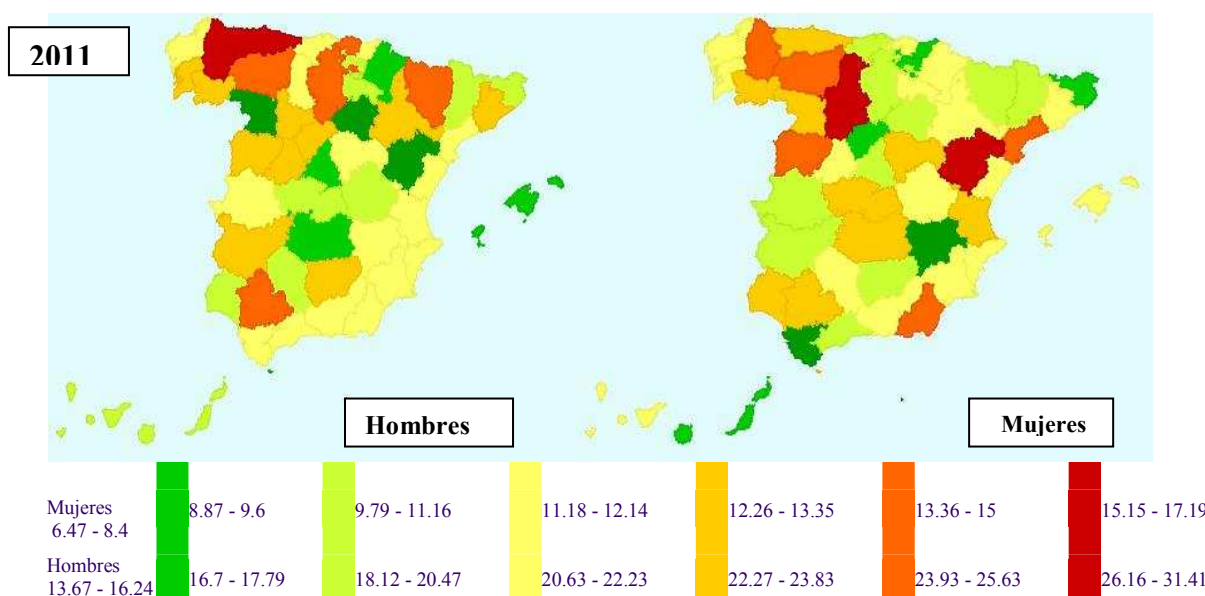 2011
Hombres
Mujeres
Mujeres 8.87 - 9.6 9.79 - 11.16 11.18 - 12.14 12.26 - 13.35 13.36 - 15 15.15 - 17.19
6.47 - 8.4
Hombres
13.67 - 16.24 16.7 - 17.79 18.12 - 20.47 20.63 - 22.23 22.27 - 23.83 23.93 - 25.63 26.16 - 31.41